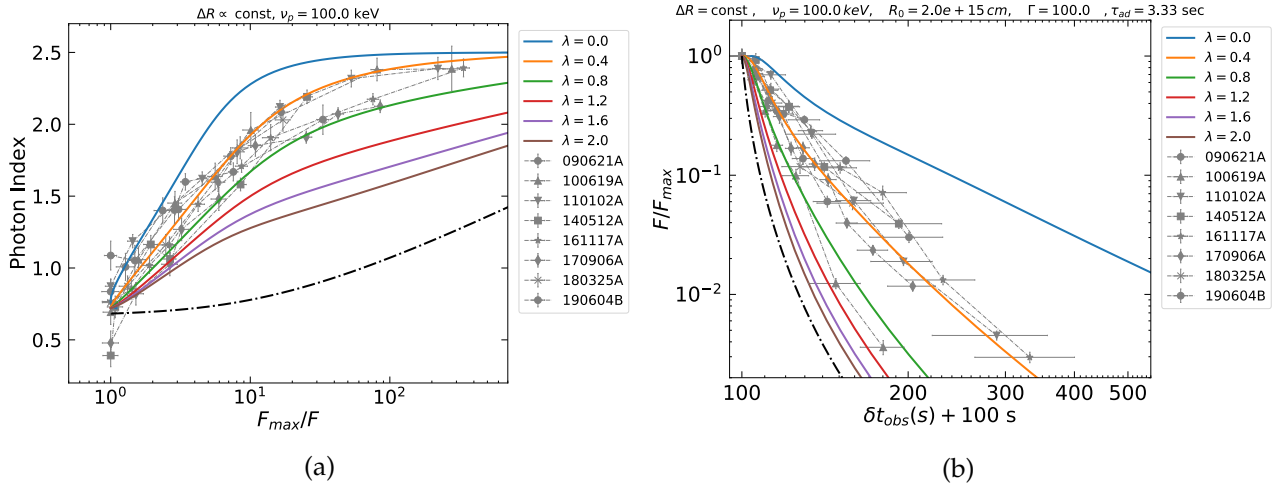 ΔR ∝ const, ν_p = 100.0 keV
Photon Index
2.5
2.0
1.5
1.0
0.5
10^0
10^1
10^2
F_max/F
λ = 0.0
λ = 0.4
λ = 0.8
λ = 1.2
λ = 1.6
λ = 2.0
090621A
100619A
110102A
140512A
161117A
170906A
180325A
190604B
(a)
ΔR = const , ν_p = 100.0 keV, R_0 = 2.0e + 15 cm, Γ = 100.0 , τ_ad = 3.33 sec
F/F_max
10^0
10^-1
10^-2
100
200
300
400
500
δt_obs(s) + 100 s
λ = 0.0
λ = 0.4
λ = 0.8
λ = 1.2
λ = 1.6
λ = 2.0
090621A
100619A
110102A
140512A
161117A
170906A
180325A
190604B
(b)